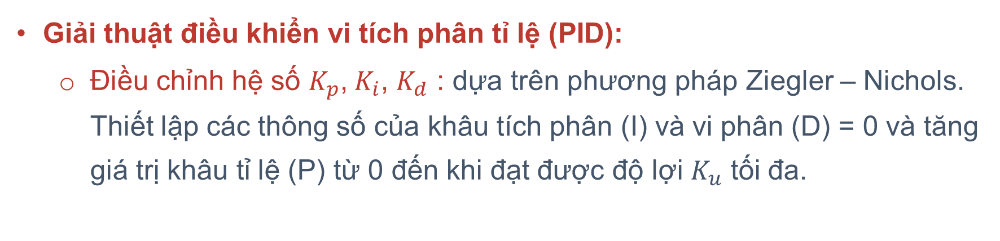 • Giải thuật điều khiển vi tích phân tỉ lệ (PID):
o Điều chỉnh hệ số K_p, K_i, K_d : dựa trên phương pháp Ziegler – Nichols.
Thiết lập các thông số của khâu tích phân (I) và vi phân (D) = 0 và tăng
giá trị khâu tỉ lệ (P) từ 0 đến khi đạt được độ lợi K_u tối đa.